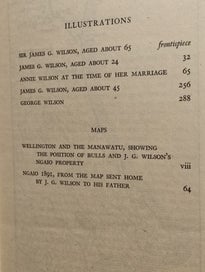 ILLUSTRATIONS
SIR JAMES G. WILSON, AGED ABOUT 65 frontispiece
JAMES G. WILSON, AGED ABOUT 24 32
ANNIE WILSON AT THE TIME OF HER MARRIAGE 65
JAMES G. WILSON, AGED ABOUT 45 256
GEORGE WILSON 288
MAPS
WELLINGTON AND THE MANAWATU, SHOWING
THE POSITION OF BULLS AND J. G. WILSON'S
NGAIO PROPERTY viii
NGAIO 1891, FROM THE MAP SENT HOME
BY J. G. WILSON TO HIS FATHER 64